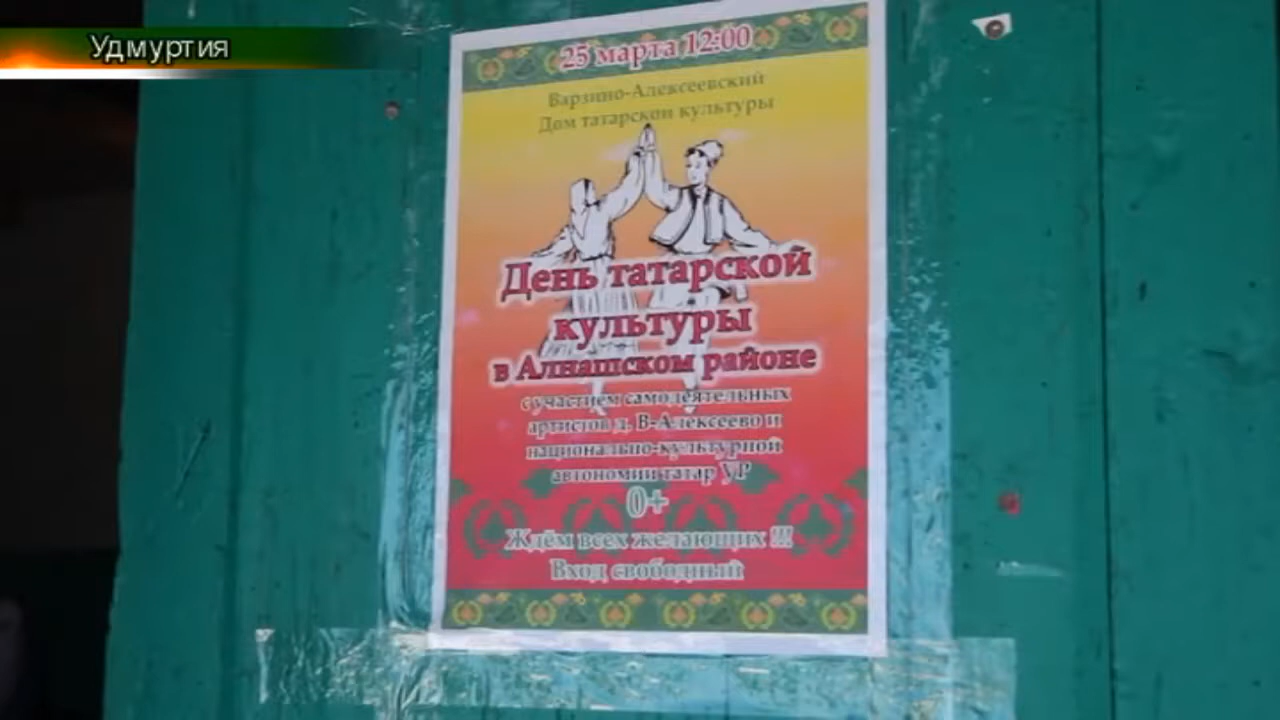 Удмуртия
25 марта 12:00
Варзино-Алексеевский
Дом татарской культуры
День татарской
культуры
в Алнашском районе
с участием самодеятельных
артистов д. В-Алексеево и
национально-культурной
автономии татар УР
0+
Ждём всех желающих !!!
Вход свободный